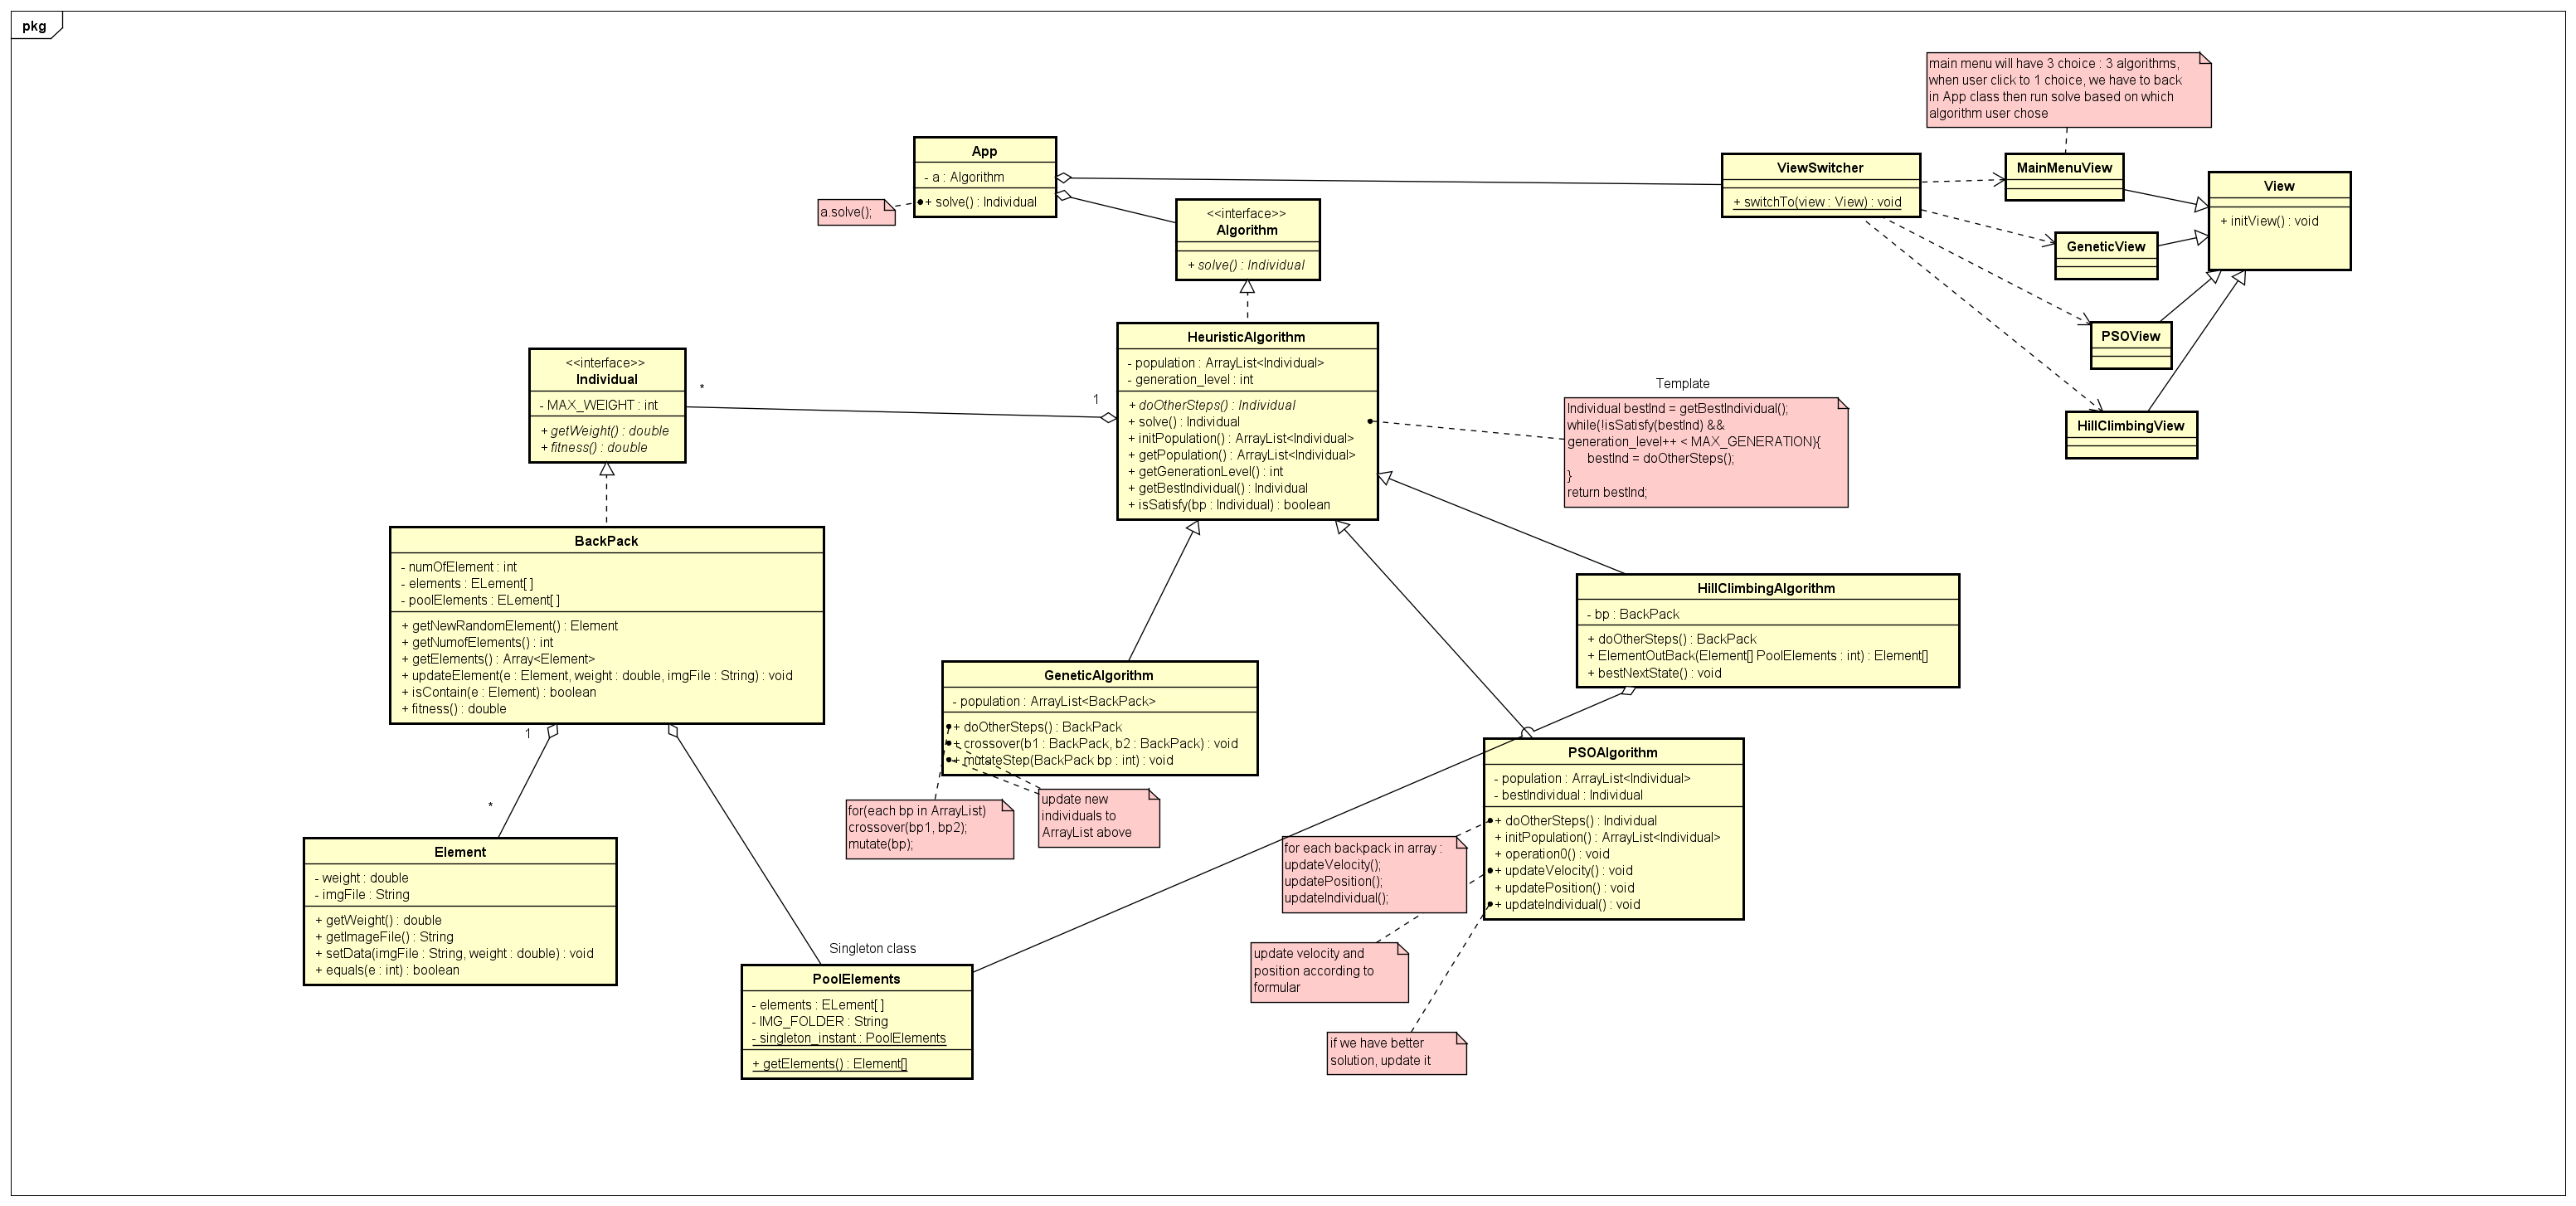 pkg
main menu will have 3 choice : 3 algorithms,
when user click to 1 choice, we have to back
in App class then run solve based on which
algorithm user chose
App
- a : Algorithm
+ solve() : Individual
a.solve();
<<interface>>
Algorithm
+ solve() : Individual
ViewSwitcher
+ switchTo(view : View) : void
MainMenuView
View
+ initView() : void
GeneticView
PSOView
HillClimbingView
<<interface>>
Individual
- MAX_WEIGHT : int
+ getWeight() : double
+ fitness() : double
*
1
HeuristicAlgorithm
- population : ArrayList<Individual>
- generation_level : int
+ doOtherSteps() : Individual
+ solve() : Individual
+ initPopulation() : ArrayList<Individual>
+ getPopulation() : ArrayList<Individual>
+ getGenerationLevel() : int
+ getBestIndividual() : Individual
+ isSatisfy(bp : Individual) : boolean
Template
Individual bestInd = getBestIndividual();
while(!isSatisfy(bestInd) &&
generation_level++ < MAX_GENERATION){
bestInd = doOtherSteps();
}
return bestInd;
BackPack
- numOfElement : int
- elements : ELement[ ]
- poolElements : ELement[ ]
+ getNewRandomElement() : Element
+ getNumofElements() : int
+ getElements() : Array<Element>
+ updateElement(e : Element, weight : double, imgFile : String) : void
+ isContain(e : Element) : boolean
+ fitness() : double
1
*
HillClimbingAlgorithm
- bp : BackPack
+ doOtherSteps() : BackPack
+ ElementOutBack(Element[] PoolElements : int) : Element[]
+ bestNextState() : void
GeneticAlgorithm
- population : ArrayList<BackPack>
+ doOtherSteps() : BackPack
+ crossover(b1 : BackPack, b2 : BackPack) : void
+ mutateStep(BackPack bp : int) : void
for(each bp in ArrayList)
crossover(bp1, bp2);
mutate(bp);
update new
individuals to
ArrayList above
PSOAlgorithm
- population : ArrayList<Individual>
- bestIndividual : Individual
+ doOtherSteps() : Individual
+ initPopulation() : ArrayList<Individual>
+ operation0() : void
+ updateVelocity() : void
+ updatePosition() : void
+ updateIndividual() : void
for each backpack in array :
updateVelocity();
updatePosition();
updateIndividual();
update velocity and
position according to
formular
if we have better
solution, update it
Element
- weight : double
- imgFile : String
+ getWeight() : double
+ getImageFile() : String
+ setData(imgFile : String, weight : double) : void
+ equals(e : int) : boolean
Singleton class
PoolElements
- elements : ELement[ ]
- IMG_FOLDER : String
- singleton_instant : PoolElements
+ getElements() : Element[]